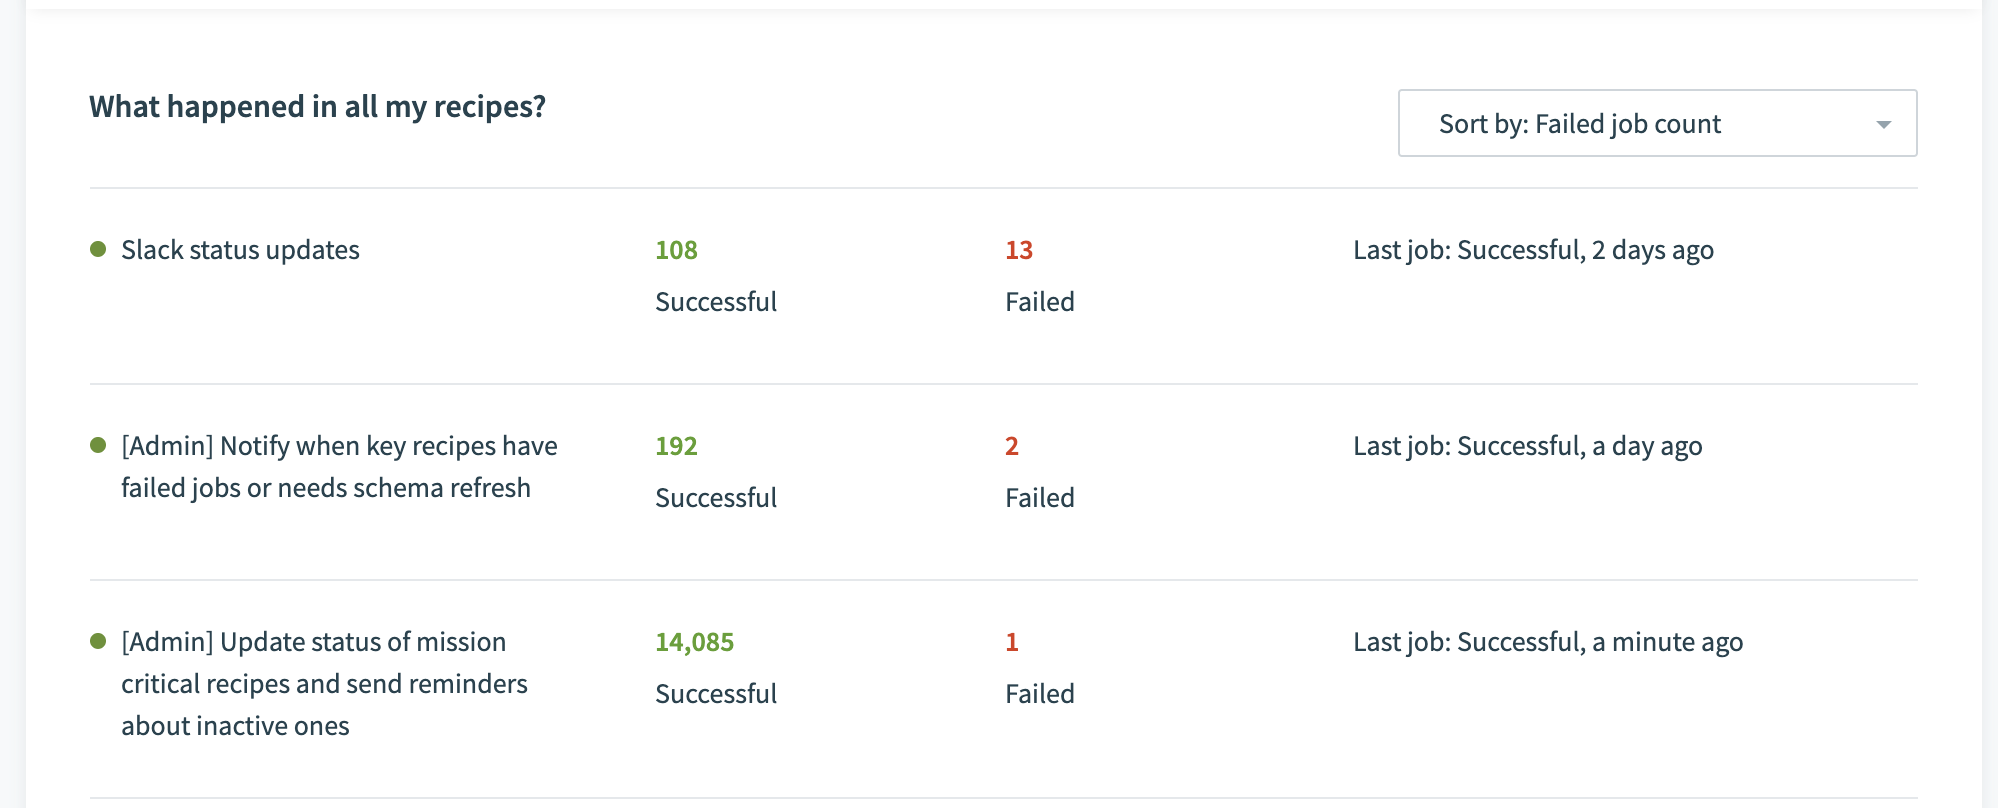 What happened in all my recipes?
Sort by: Failed job count
Slack status updates
108
Successful
13
Failed
Last job: Successful, 2 days ago
[Admin] Notify when key recipes have
failed jobs or needs schema refresh
192
Successful
2
Failed
Last job: Successful, a day ago
[Admin] Update status of mission
critical recipes and send reminders
about inactive ones
14,085
Successful
1
Failed
Last job: Successful, a minute ago